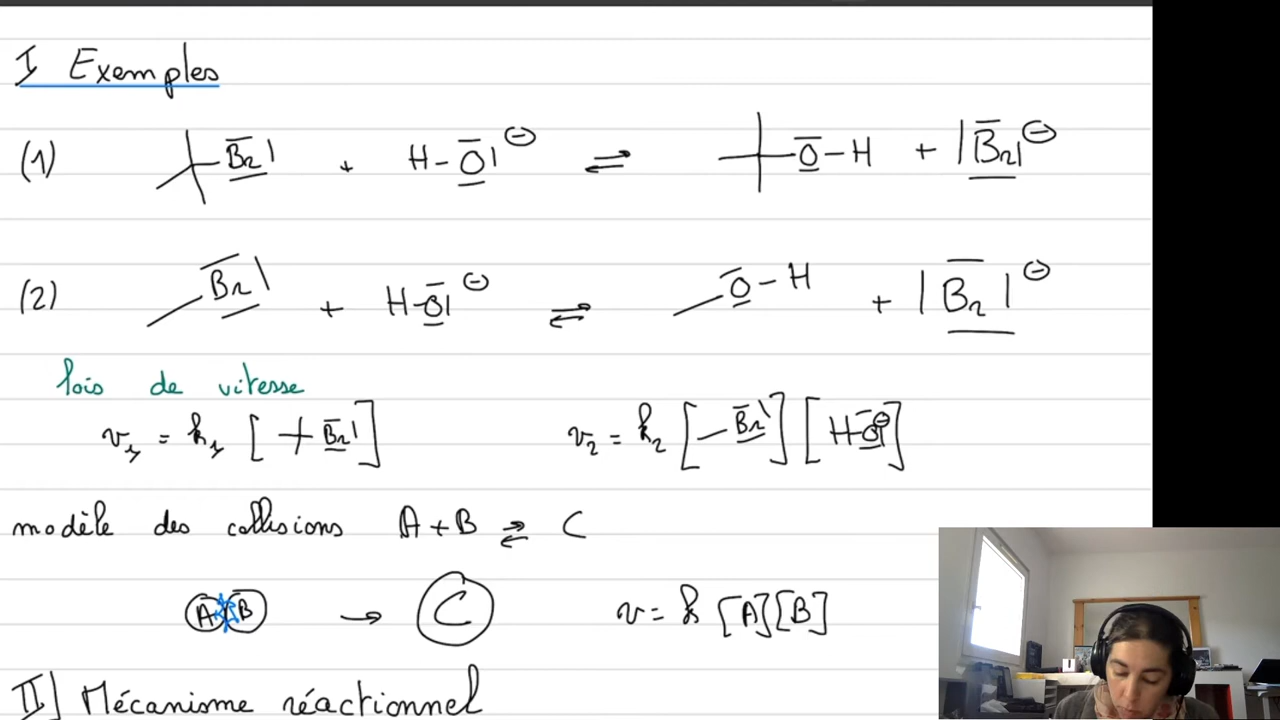 I Exemples
(1) Br + H-O⊖ ⇌ O-H + Br⊖
(2) Br + H-O⊖ ⇌ O-H + Br⊖
lois de vitesse
v₁ = k₁ [Br] v₂ = k₂ [Br] [H-O⊖]
modèle des collisions A + B ⇌ C
A B → C v = k [A][B]
II] Mécanisme réactionnel